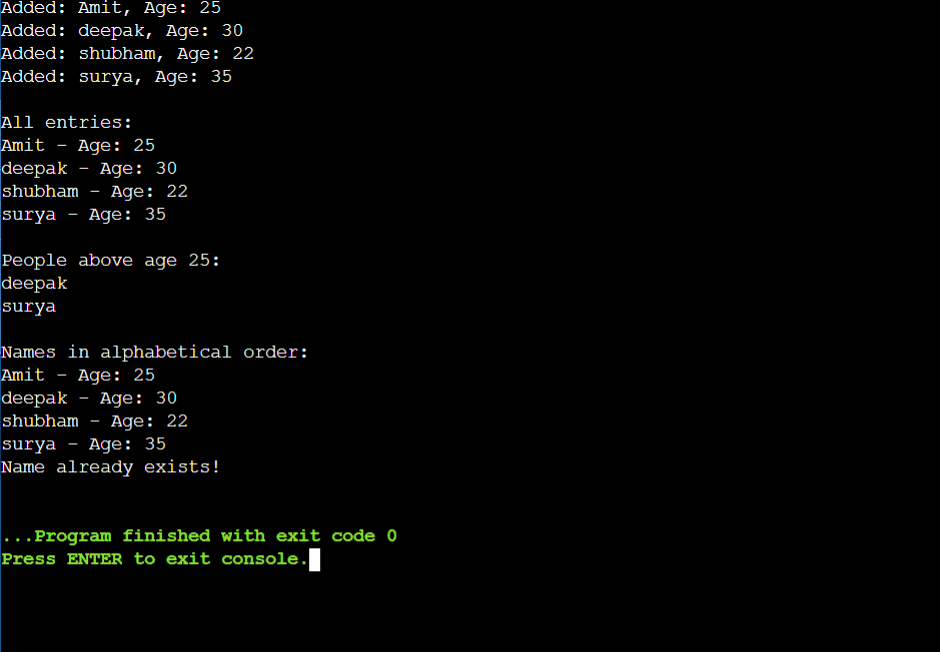 Added: Amit, Age: 25
Added: deepak, Age: 30
Added: shubham, Age: 22
Added: surya, Age: 35
All entries:
Amit - Age: 25
deepak - Age: 30
shubham - Age: 22
surya - Age: 35
People above age 25:
deepak
surya
Names in alphabetical order:
Amit - Age: 25
deepak - Age: 30
shubham - Age: 22
surya - Age: 35
Name already exists!
...Program finished with exit code 0
Press ENTER to exit console.